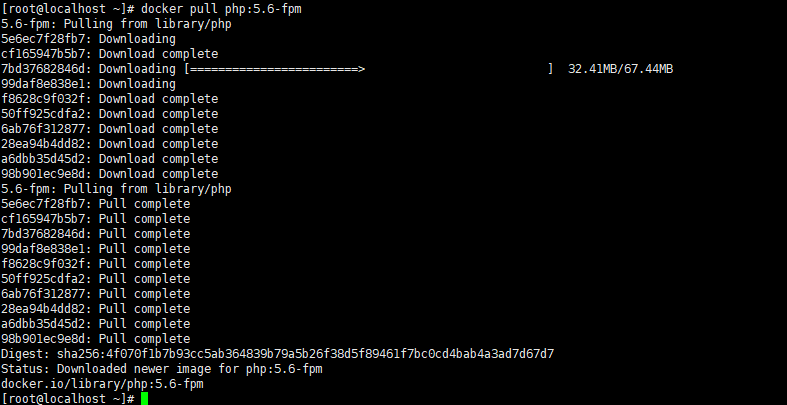 [root@localhost ~]# docker pull php:5.6-fpm
5.6-fpm: Pulling from library/php
5e6ec7f28fb7: Downloading
cf165947b5b7: Download complete
7bd37682846d: Downloading [========================>                          ]  32.41MB/67.44MB
99daf8e838e1: Downloading
f8628c9f032f: Download complete
50ff925cdfa2: Download complete
6ab76f312877: Download complete
28ea94b4dd82: Download complete
a6dbb35d45d2: Download complete
98b901ec9e8d: Download complete
5.6-fpm: Pulling from library/php
5e6ec7f28fb7: Pull complete
cf165947b5b7: Pull complete
7bd37682846d: Pull complete
99daf8e838e1: Pull complete
f8628c9f032f: Pull complete
50ff925cdfa2: Pull complete
6ab76f312877: Pull complete
28ea94b4dd82: Pull complete
a6dbb35d45d2: Pull complete
98b901ec9e8d: Pull complete
Digest: sha256:4f070f1b7b93cc5ab364839b79a5b26f38d5f89461f7bc0cd4bab4a3ad7d67d7
Status: Downloaded newer image for php:5.6-fpm
docker.io/library/php:5.6-fpm
[root@localhost ~]#